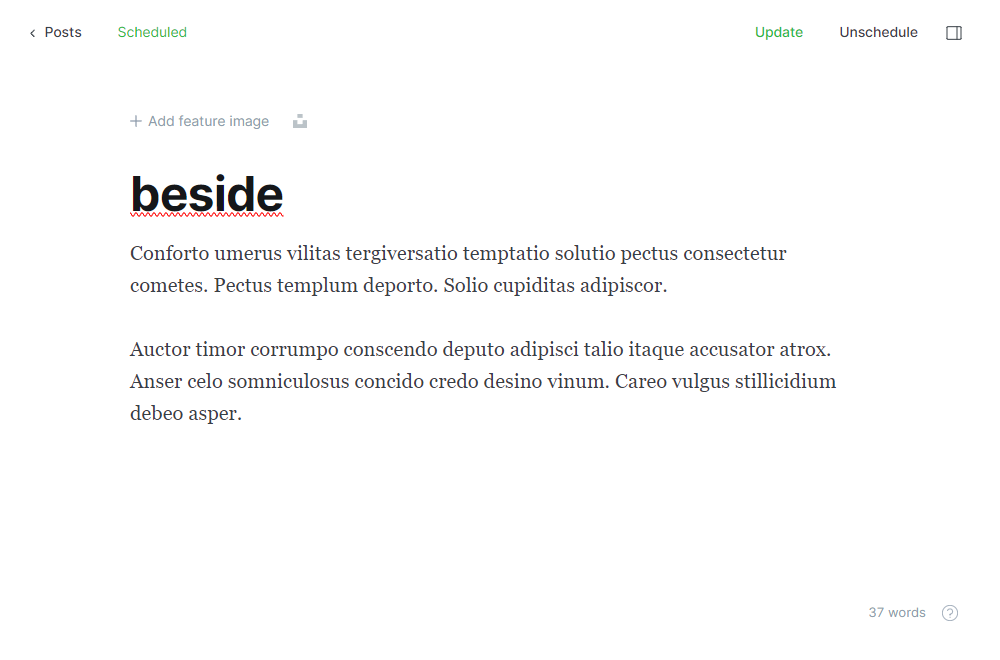 Posts Scheduled Update Unschedule
Add feature image
beside
Conforto umerus vilitas tergiversatio temptatio solutio pectus consectetur
cometes. Pectus templum deporto. Solio cupiditas adipiscor.
Auctor timor corrumpo conscendo deputo adipisci talio itaque accusator atrox.
Anser celo somniculosus concido credo desino vinum. Careo vulgus stillicidium
debeo asper.
37 words